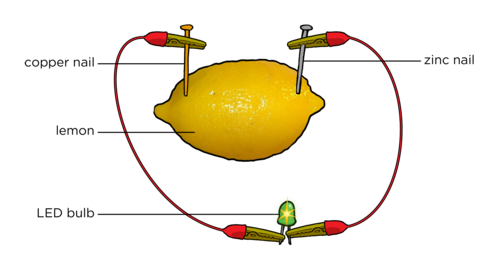 copper nail
zinc nail
lemon
LED bulb